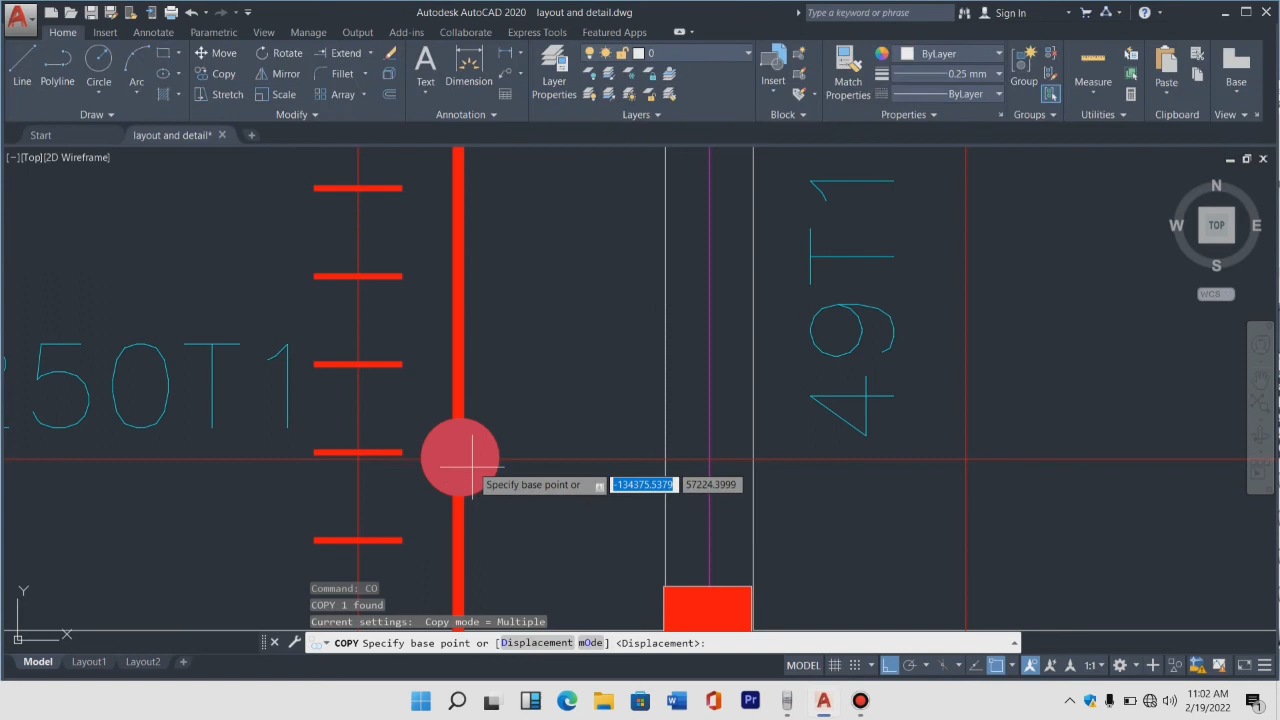 Autodesk AutoCAD 2020 layout and detail.dwg
Type a keyword or phrase
Sign In
Home Insert Annotate Parametric View Manage Output Add-ins Collaborate Express Tools Featured Apps
Line Polyline Circle Arc
Move Rotate Extend
Copy Mirror Fillet
Stretch Scale Array
Text Dimension
Layer
Properties
0
Insert
Match
Properties
ByLayer
0.25 mm
ByLayer
Group
Measure
Paste
Base
Draw Modify Annotation Layers Block Properties Groups Utilities Clipboard View
Start layout and detail*
[−][Top][2D Wireframe]
N
W TOP E
S
WCS
250T1
49T1
Specify base point or -134375.5379 57224.3999
Command: CO
COPY 1 found
Current settings: Copy mode = Multiple
Y
X
COPY Specify base point or [Displacement mOde] <Displacement>:
Model Layout1 Layout2
MODEL 1:1
W
Pr
A
11:02 AM
2/19/2022
1